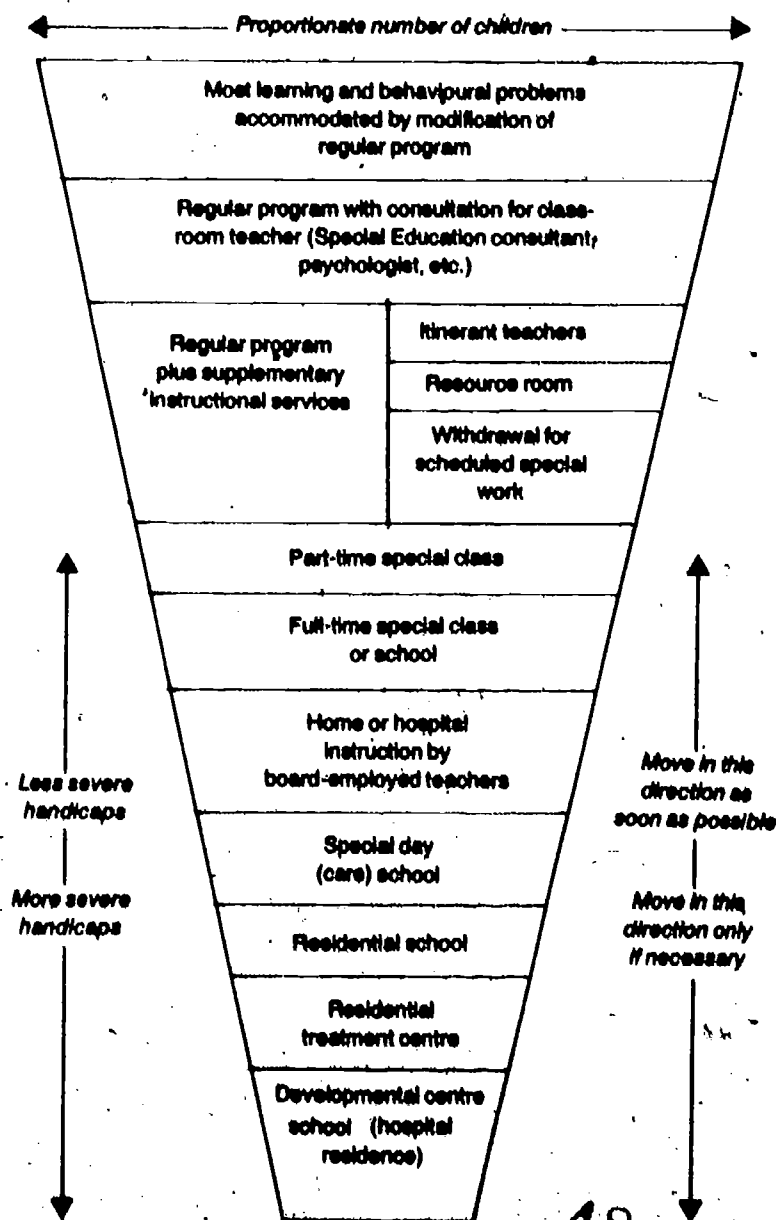 Proportionate number of children
Most learning and behavioural problems
accommodated by modification of
regular program
Regular program with consultation for class-
room teacher (Special Education consultant,
psychologist, etc.)
Regular program
plus supplementary
instructional services
Itinerant teachers
Resource room
Withdrawal for
scheduled special
work
Part-time special class
Full-time special class
or school
Home or hospital
instruction by
board-employed teachers
Special day
(care) school
Residential school
Residential
treatment centre
Developmental centre
school (hospital
residence)
Less severe
handicaps
More severe
handicaps
Move in this
direction as
soon as possible
Move in this
direction only
if necessary